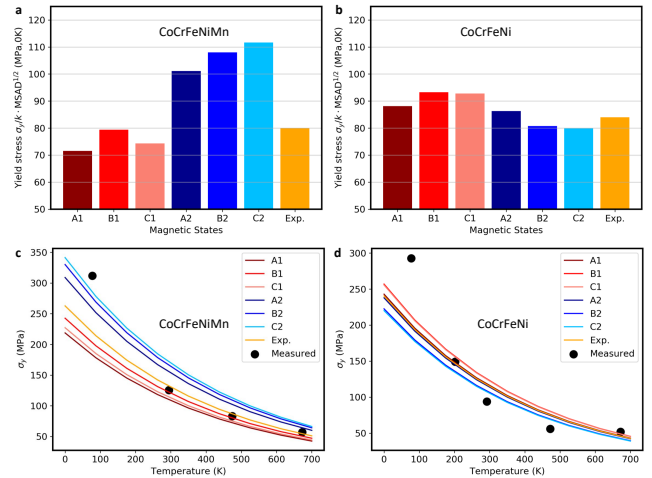 a
CoCrFeNiMn
Yield stress σy/k · MSAD1/2 (MPa,0K)
120
110
100
90
80
70
60
50
A1 B1 C1 A2 B2 C2 Exp.
Magnetic States
b
CoCrFeNi
Yield stress σy/k · MSAD1/2 (MPa,0K)
120
110
100
90
80
70
60
50
A1 B1 C1 A2 B2 C2 Exp.
Magnetic States
c
CoCrFeNiMn
σy (MPa)
350
300
250
200
150
100
50
0 100 200 300 400 500 600 700
Temperature (K)
A1
B1
C1
A2
B2
C2
Exp.
Measured
d
CoCrFeNi
σy (MPa)
300
250
200
150
100
50
0
0 100 200 300 400 500 600 700
Temperature (K)
A1
B1
C1
A2
B2
C2
Exp.
Measured